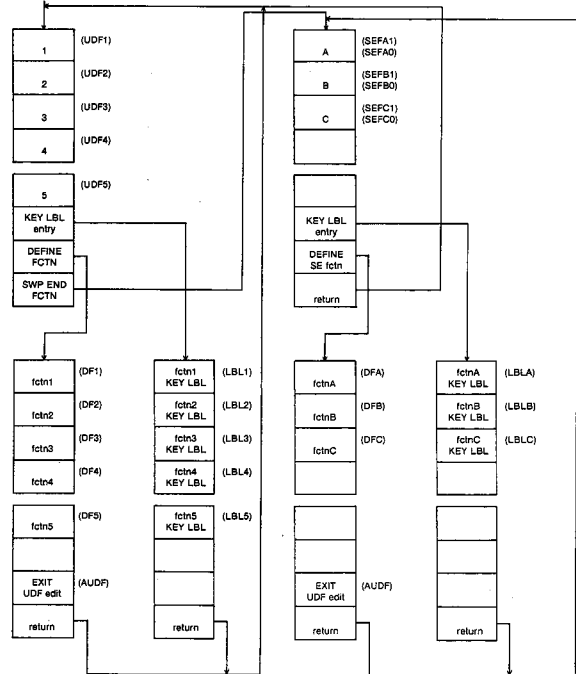 1 (UDF1)
2 (UDF2)
3 (UDF3)
4 (UDF4)
5 (UDF5)
KEY LBL
entry
DEFINE
FCTN
SWP END
FCTN
A (SEFA1)
(SEFA0)
B (SEFB1)
(SEFB0)
C (SEFC1)
(SEFC0)
KEY LBL
entry
DEFINE
SE fctn
return
fctn1 (DF1)
fctn2 (DF2)
fctn3 (DF3)
fctn4 (DF4)
fctn5 (DF5)
EXIT (AUDF)
UDF edit
return
fctn1 (LBL1)
KEY LBL
fctn2 (LBL2)
KEY LBL
fctn3 (LBL3)
KEY LBL
fctn4 (LBL4)
KEY LBL
fctn5 (LBL5)
KEY LBL
return
fctnA (DFA)
fctnB (DFB)
fctnC (DFC)
EXIT (AUDF)
UDF edit
return
fctnA (LBLA)
KEY LBL
fctnB (LBLB)
KEY LBL
fctnC (LBLC)
KEY LBL
return